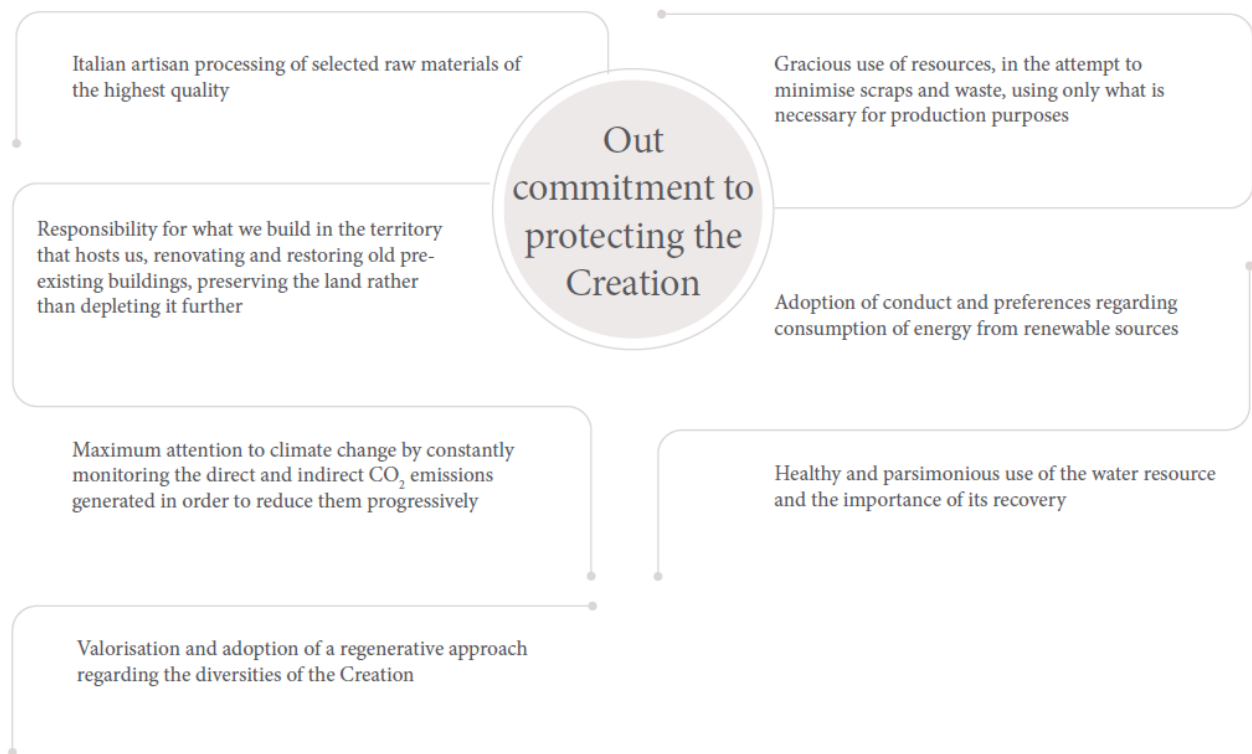 Italian artisan processing of selected raw materials of
the highest quality
Out
commitment to
protecting the
Creation
Gracious use of resources, in the attempt to
minimise scraps and waste, using only what is
necessary for production purposes
Responsibility for what we build in the territory
that hosts us, renovating and restoring old pre-
existing buildings, preserving the land rather
than depleting it further
Adoption of conduct and preferences regarding
consumption of energy from renewable sources
Maximum attention to climate change by constantly
monitoring the direct and indirect CO₂ emissions
generated in order to reduce them progressively
Healthy and parsimonious use of the water resource
and the importance of its recovery
Valorisation and adoption of a regenerative approach
regarding the diversities of the Creation